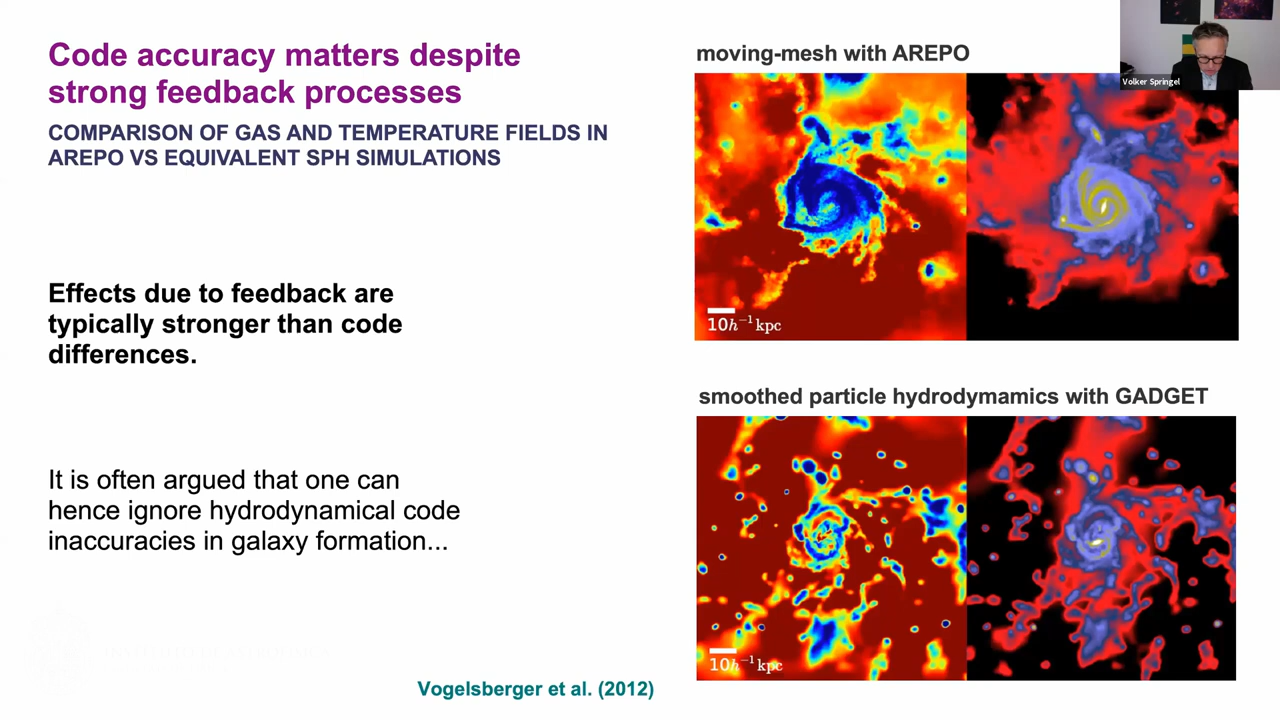 Code accuracy matters despite
strong feedback processes
COMPARISON OF GAS AND TEMPERATURE FIELDS IN
AREPO VS EQUIVALENT SPH SIMULATIONS
Effects due to feedback are
typically stronger than code
differences.
It is often argued that one can
hence ignore hydrodynamical code
inaccuracies in galaxy formation...
Vogelsberger et al. (2012)
moving-mesh with AREPO
10h⁻¹ kpc
smoothed particle hydrodymamics with GADGET
10h⁻¹ kpc
Volker Springel